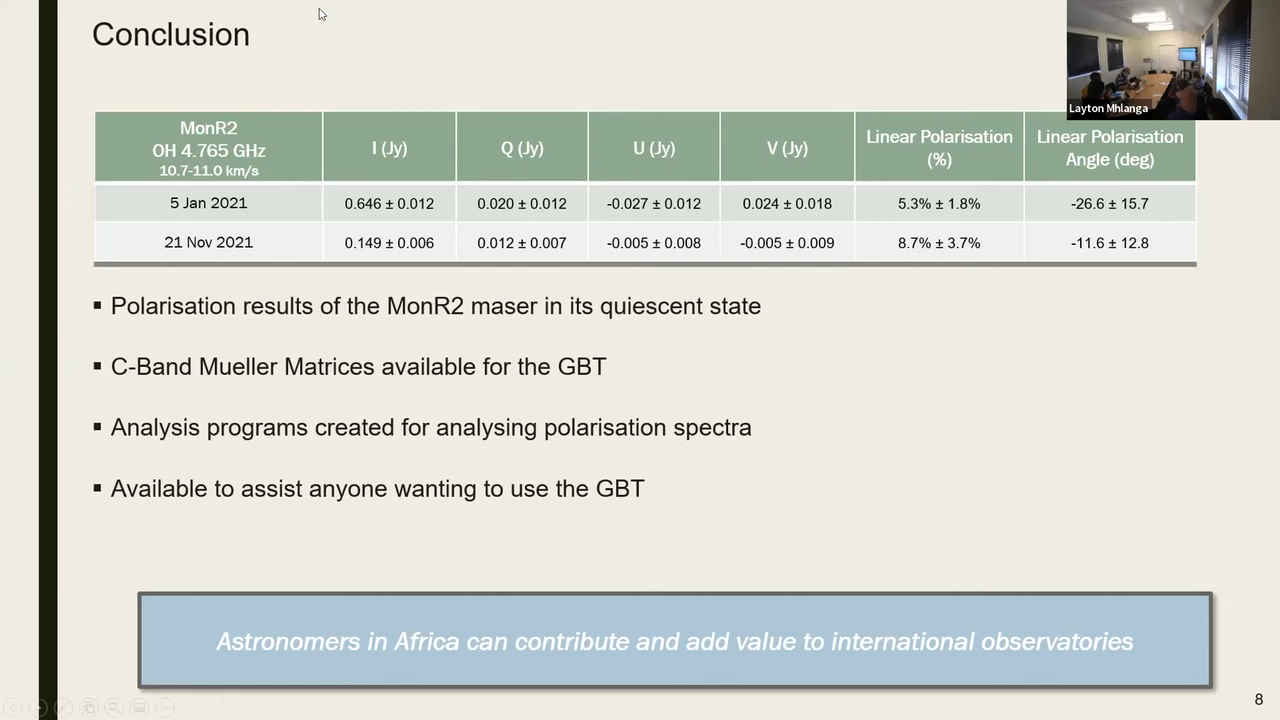 Conclusion
Layton Mhlanga
MonR2
OH 4.765 GHz
10.7-11.0 km/s
I (Jy)
Q (Jy)
U (Jy)
V (Jy)
Linear Polarisation
(%)
Linear Polarisation
Angle (deg)
5 Jan 2021 0.646 ± 0.012 0.020 ± 0.012 -0.027 ± 0.012 0.024 ± 0.018 5.3% ± 1.8% -26.6 ± 15.7
21 Nov 2021 0.149 ± 0.006 0.012 ± 0.007 -0.005 ± 0.008 -0.005 ± 0.009 8.7% ± 3.7% -11.6 ± 12.8
▪ Polarisation results of the MonR2 maser in its quiescent state
▪ C-Band Mueller Matrices available for the GBT
▪ Analysis programs created for analysing polarisation spectra
▪ Available to assist anyone wanting to use the GBT
Astronomers in Africa can contribute and add value to international observatories
8